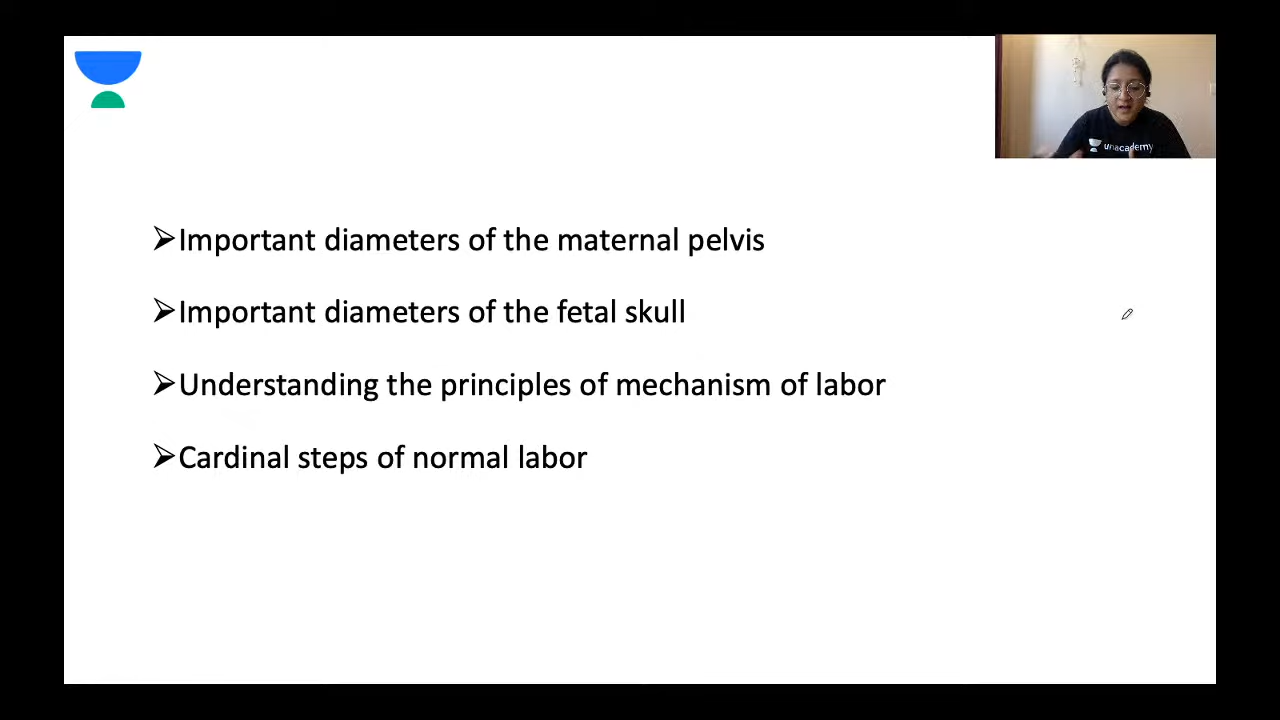 unacademy
➢Important diameters of the maternal pelvis
➢Important diameters of the fetal skull
➢Understanding the principles of mechanism of labor
➢Cardinal steps of normal labor